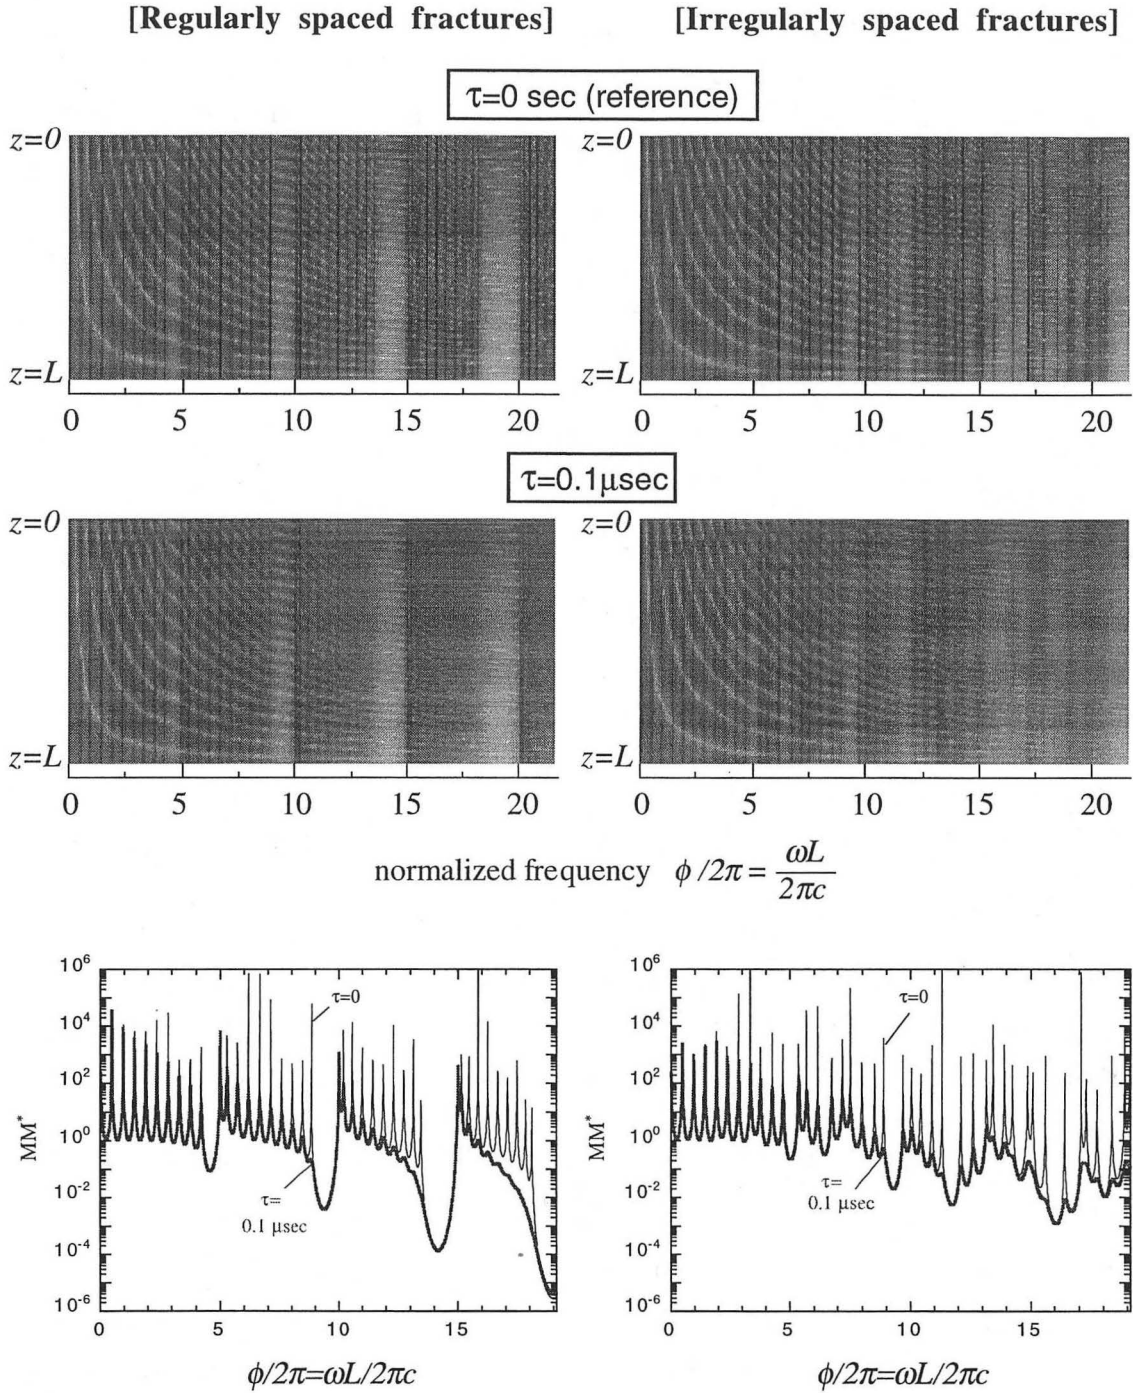 [Regularly spaced fractures] [Irregularly spaced fractures]
τ=0 sec (reference)
z=0 z=0
z=L z=L
0 5 10 15 20 0 5 10 15 20
τ=0.1μsec
z=0 z=0
z=L z=L
0 5 10 15 20 0 5 10 15 20
normalized frequency ϕ/2π = ωL / 2πc
10^6 10^6
τ=0 τ=0
10^4 10^4
10^2 10^2
MM* 10^0 MM* 10^0
10^-2 10^-2
τ= τ=
0.1 μsec 0.1 μsec
10^-4 10^-4
10^-6 10^-6
0 5 10 15 0 5 10 15
ϕ/2π=ωL/2πc ϕ/2π=ωL/2πc